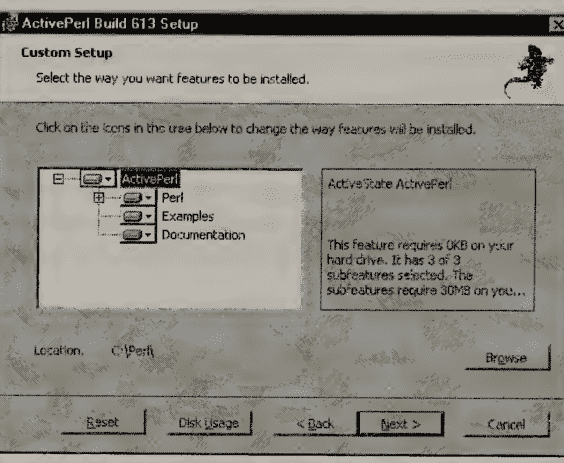 ActivePerl Build 613 Setup
Custom Setup
Select the way you want features to be installed.
Click on the icons in the tree below to change the way features will be installed.
ActivePerl
Perl
Examples
Documentation
ActiveState ActivePerl
This feature requires 0KB on your
hard drive. It has 3 of 3
subfeatures selected. The
subfeatures require 30MB on you...
Location: C:\Perl\
Browse
Reset Disk Usage < Back Next > Cancel